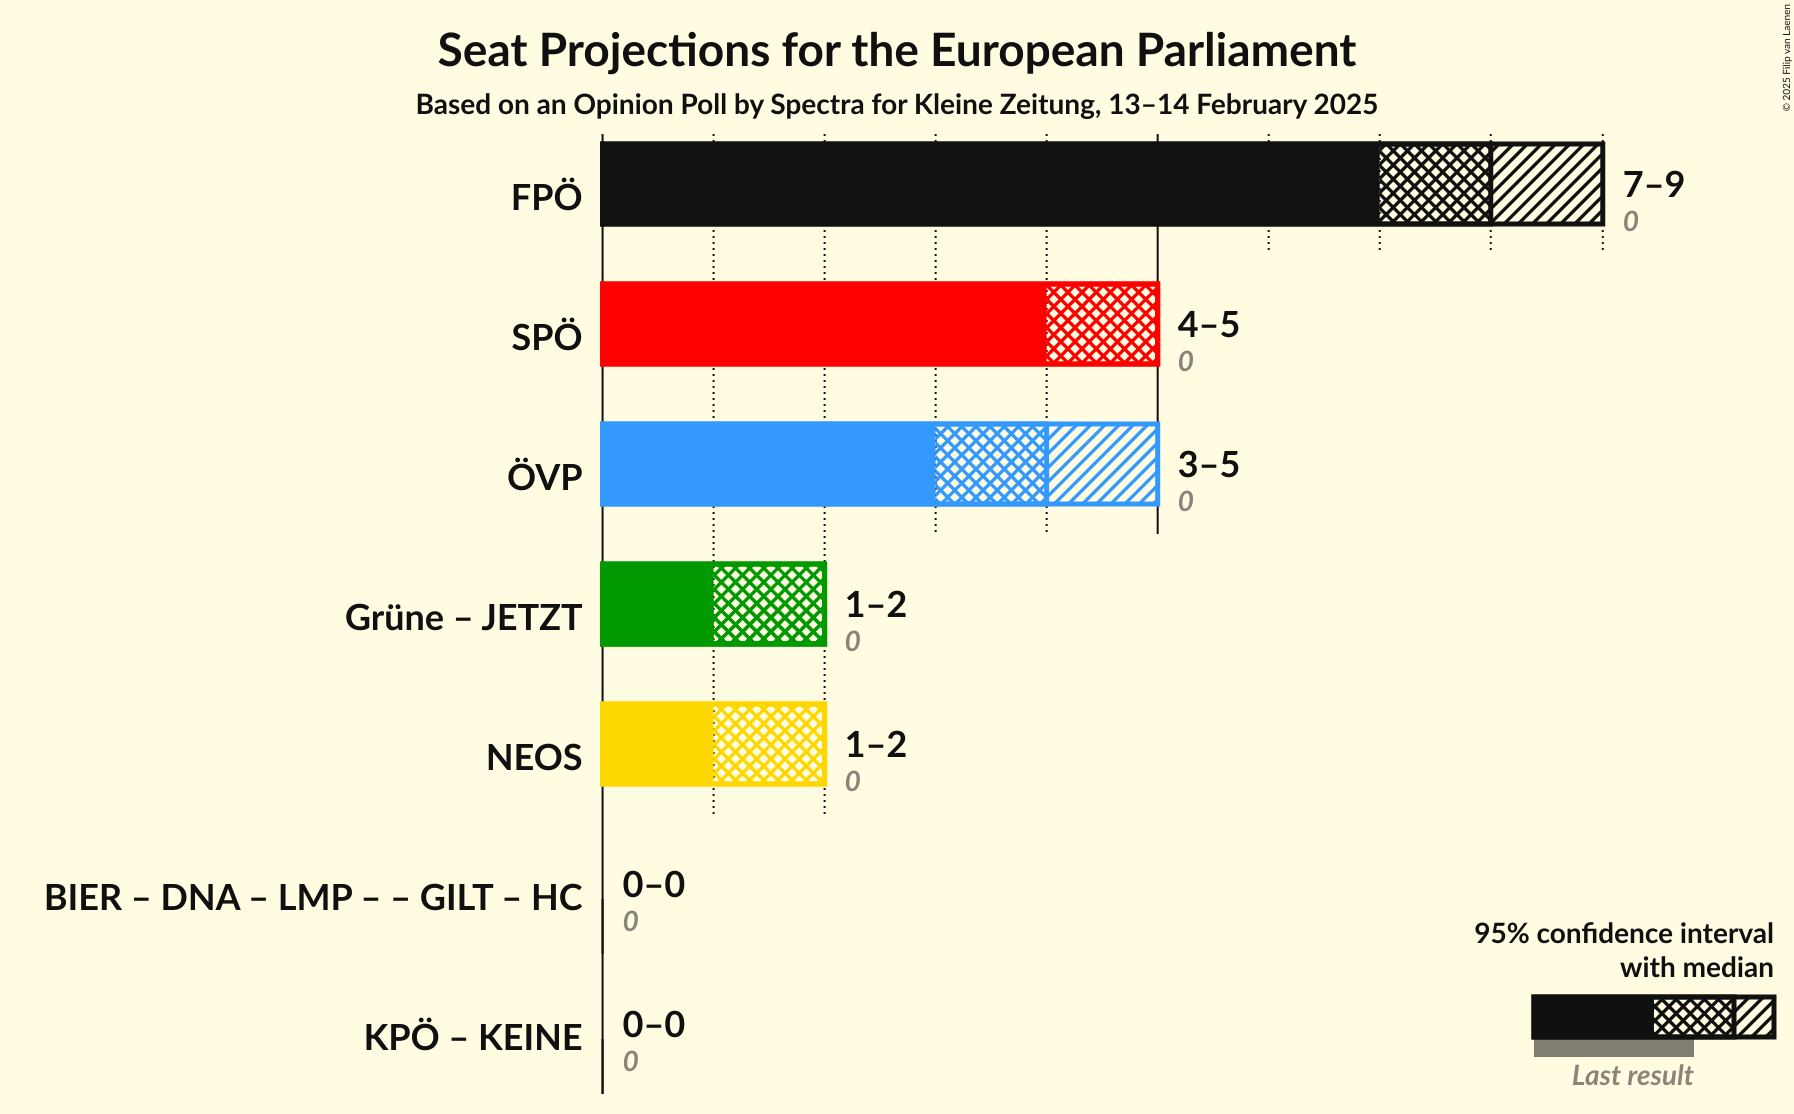 Seat Projections for the European Parliament
Based on an Opinion Poll by Spectra for Kleine Zeitung, 13–14 February 2025
© 2025 Filip van Laenen
FPÖ
7–9
0
SPÖ
4–5
0
ÖVP
3–5
0
Grüne – JETZT
1–2
0
NEOS
1–2
0
BIER – DNA – LMP – – GILT – HC
0–0
0
KPÖ – KEINE
0–0
0
95% confidence interval
with median
Last result